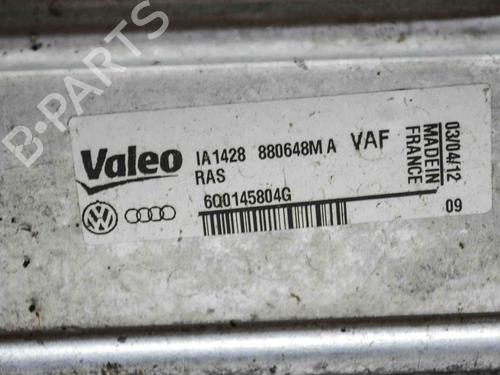 B-PARTS
Valeo IA1428 880648M A VAF
RAS
6Q0145804G
03/04/12
MADE IN
FRANCE
09